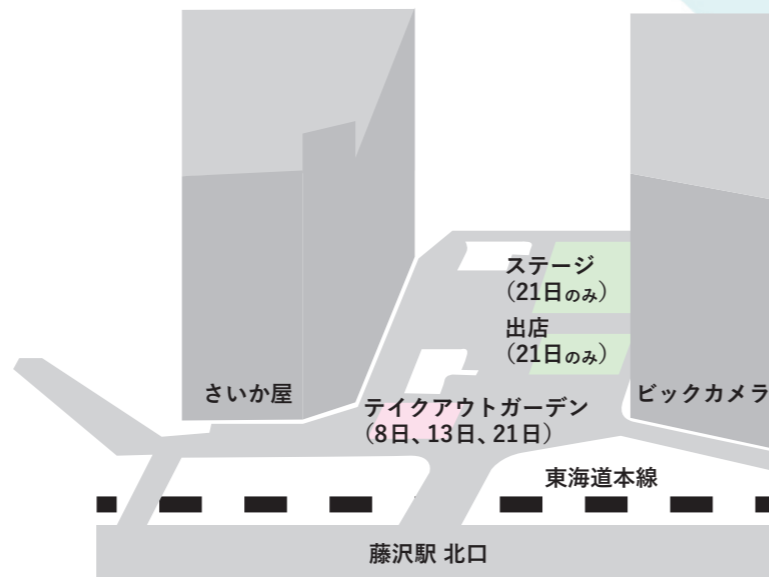 ステージ
(21日のみ)
出店
(21日のみ)
さいか屋
ビックカメラ
テイクアウトガーデン
(8日、13日、21日)
東海道本線
藤沢駅 北口